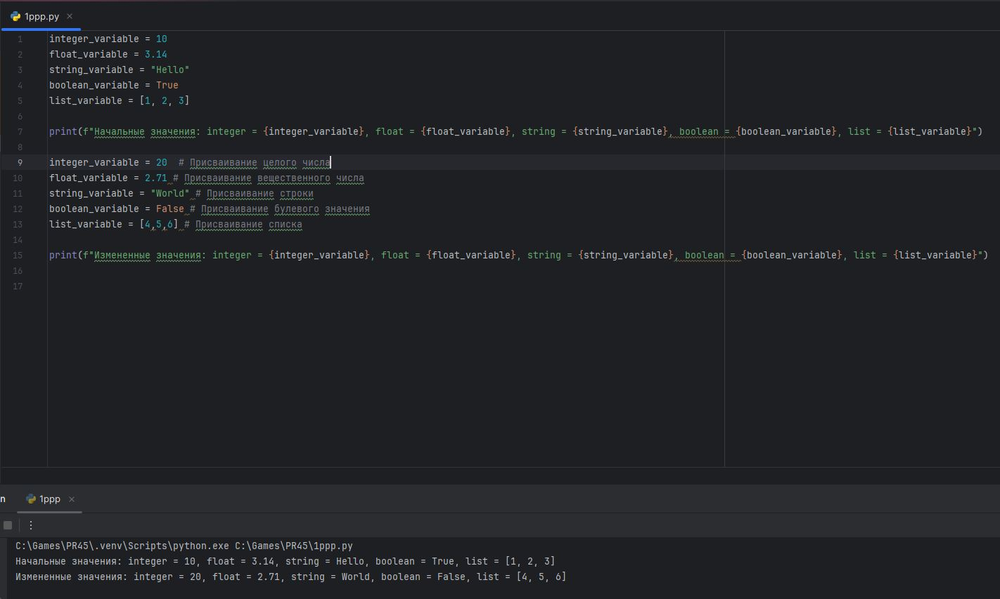 1ppp.py ×
1 integer_variable = 10
2 float_variable = 3.14
3 string_variable = "Hello"
4 boolean_variable = True
5 list_variable = [1, 2, 3]
6
7 print(f"Начальные значения: integer = {integer_variable}, float = {float_variable}, string = {string_variable}, boolean = {boolean_variable}, list = {list_variable}")
8
9 integer_variable = 20  # Присваивание целого числа
10 float_variable = 2.71 # Присваивание вещественного числа
11 string_variable = "World" # Присваивание строки
12 boolean_variable = False # Присваивание булевого значения
13 list_variable = [4,5,6] # Присваивание списка
14
15 print(f"Измененные значения: integer = {integer_variable}, float = {float_variable}, string = {string_variable}, boolean = {boolean_variable}, list = {list_variable}")
16
17
n 1ppp ×
C:\Games\PR45\.venv\Scripts\python.exe C:\Games\PR45\1ppp.py
Начальные значения: integer = 10, float = 3.14, string = Hello, boolean = True, list = [1, 2, 3]
Измененные значения: integer = 20, float = 2.71, string = World, boolean = False, list = [4, 5, 6]